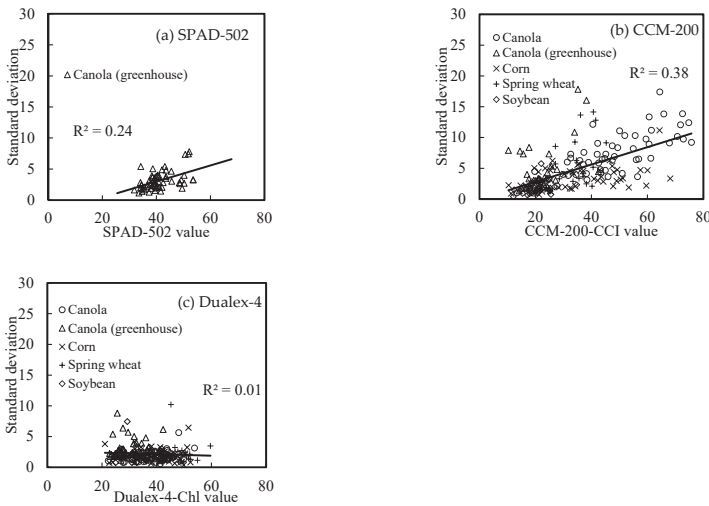 (a) SPAD-502
30
25
20
15
10
5
0
Standard deviation
Canola (greenhouse)
R² = 0.24
0 20 40 60 80
SPAD-502 value
(b) CCM-200
30
25
20
15
10
5
0
Standard deviation
Canola
Canola (greenhouse)
Corn
Spring wheat
Soybean
R² = 0.38
0 20 40 60 80
CCM-200-CCI value
(c) Dualex-4
30
25
20
15
10
5
0
Standard deviation
Canola
Canola (greenhouse)
Corn
Spring wheat
Soybean
R² = 0.01
0 20 40 60 80
Dualex-4-Chl value